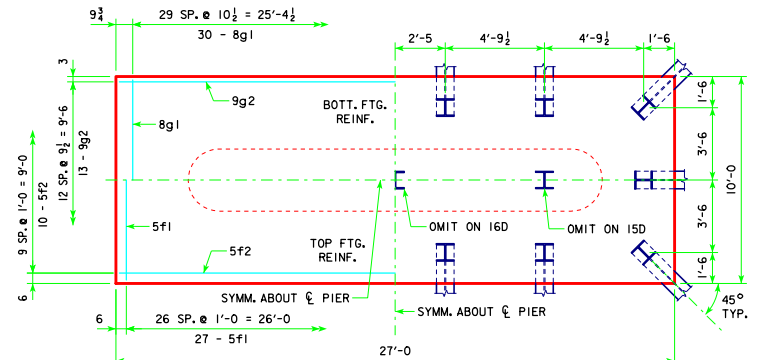 9¾
29 SP. @ 10½ = 25'-4½
30 - 8g1
2'-5
4'-9½
4'-9½
1'-6
3
9g2
BOTT. FTG.
REINF.
8g1
12 SP. @ 9½ = 9'-6
13 - 9g2
9 SP. @ 1'-0 = 9'-0
10 - 5f2
1'-6
3'-6
10'-0
3'-6
1'-6
OMIT ON 16D
OMIT ON 15D
5f1
TOP FTG.
REINF.
5f2
6
SYMM. ABOUT ℄ PIER
SYMM. ABOUT ℄ PIER
45°
TYP.
6
26 SP. @ 1'-0 = 26'-0
27 - 5f1
27'-0